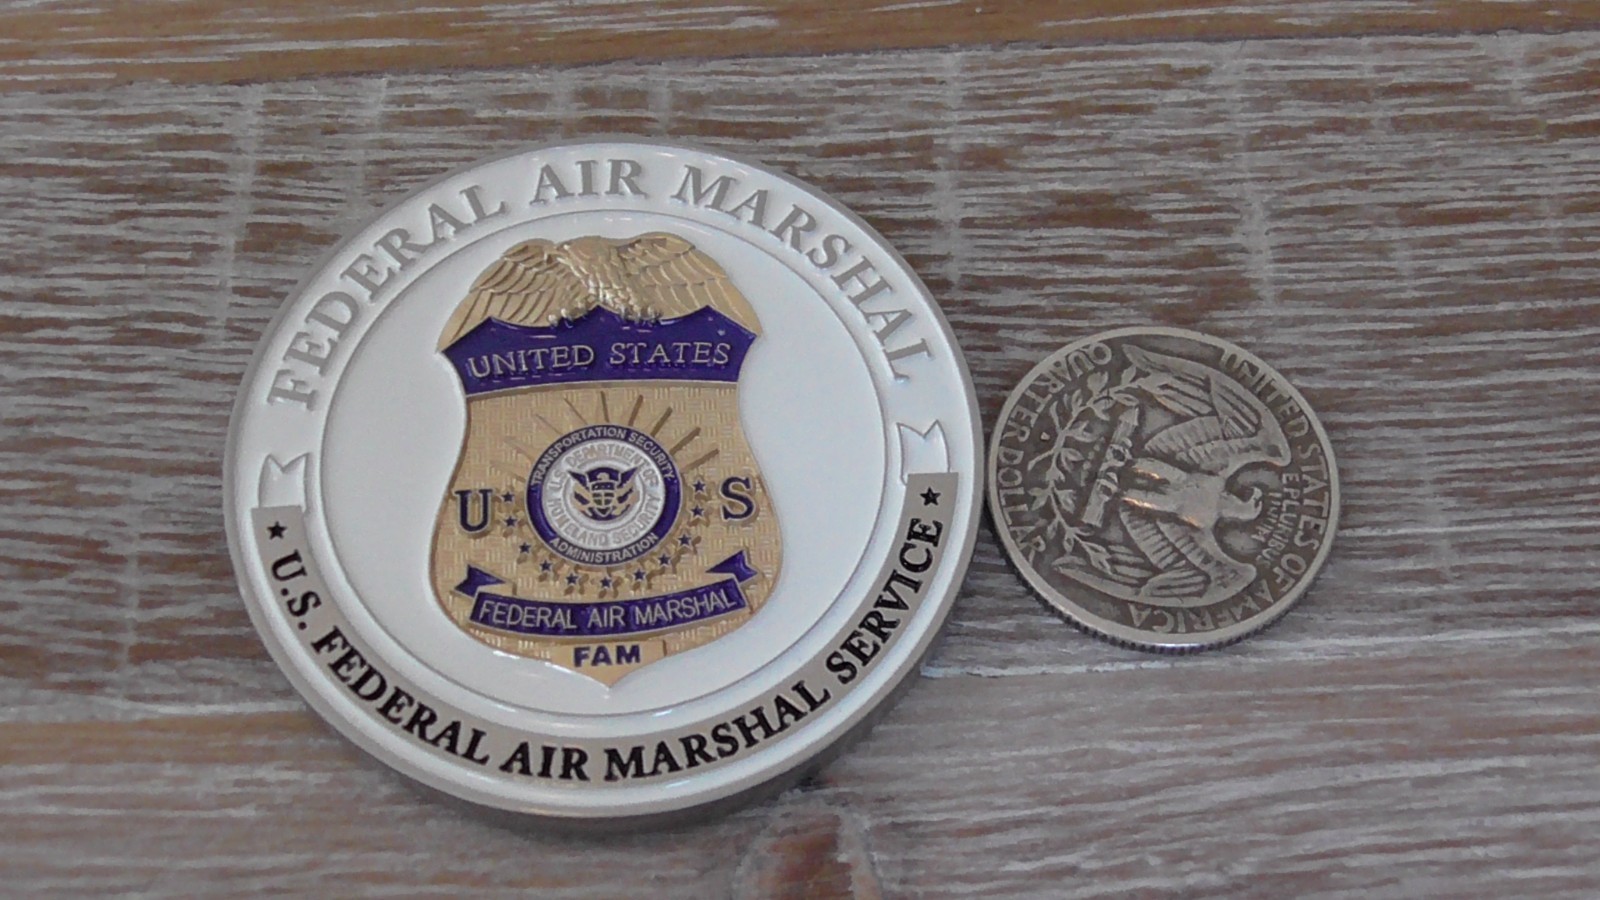 FEDERAL AIR MARSHAL
UNITED STATES
TRANSPORTATION SECURITY
U.S. DEPARTMENT OF
HOMELAND SECURITY
ADMINISTRATION
U S
FEDERAL AIR MARSHAL
FAM
U.S. FEDERAL AIR MARSHAL SERVICE
UNITED STATES OF AMERICA
E PLURIBUS
UNUM
QUARTER DOLLAR